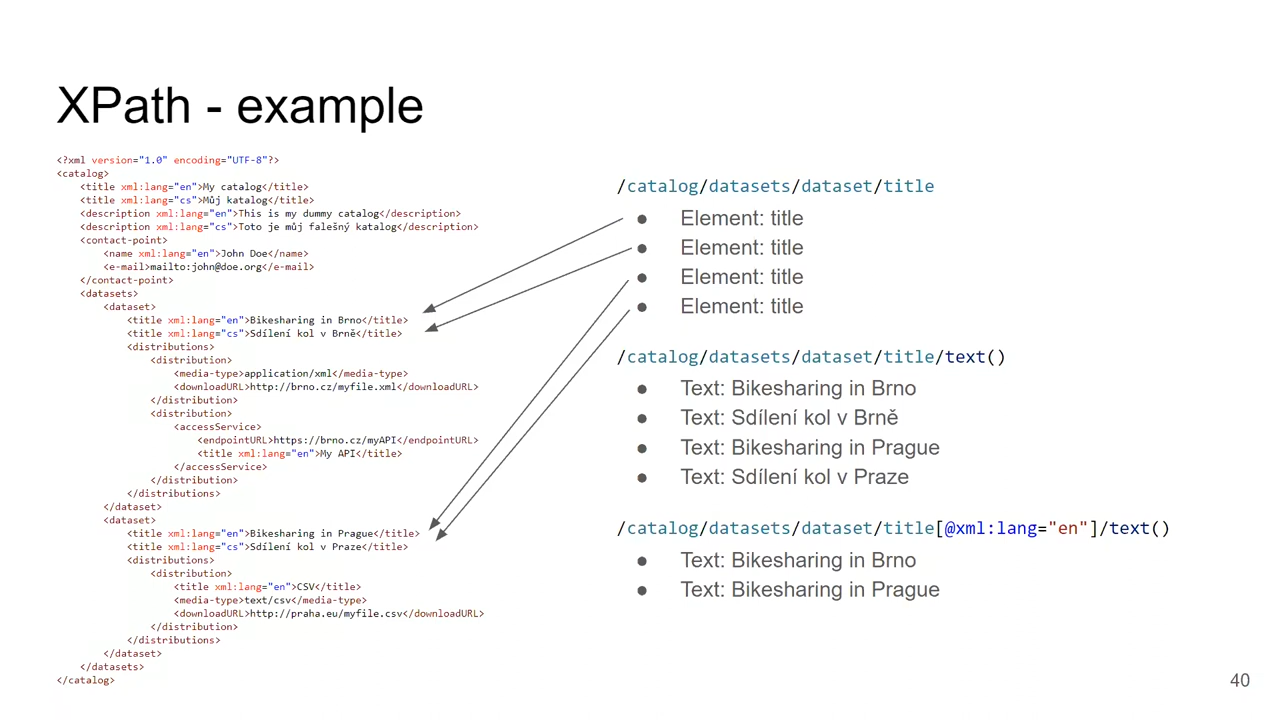 XPath - example
<?xml version="1.0" encoding="UTF-8"?>
<catalog>
<title xml:lang="en">My catalog</title>
<title xml:lang="cs">Můj katalog</title>
<description xml:lang="en">This is my dummy catalog</description>
<description xml:lang="cs">Toto je můj falešný katalog</description>
<contact-point>
<name xml:lang="en">John Doe</name>
<e-mail>mailto:john@doe.org</e-mail>
</contact-point>
<datasets>
<dataset>
<title xml:lang="en">Bikesharing in Brno</title>
<title xml:lang="cs">Sdílení kol v Brně</title>
<distributions>
<distribution>
<media-type>application/xml</media-type>
<downloadURL>http://brno.cz/myfile.xml</downloadURL>
</distribution>
<distribution>
<accessService>
<endpointURL>https://brno.cz/myAPI</endpointURL>
<title xml:lang="en">My API</title>
</accessService>
</distribution>
</distributions>
</dataset>
<dataset>
<title xml:lang="en">Bikesharing in Prague</title>
<title xml:lang="cs">Sdílení kol v Praze</title>
<distributions>
<distribution>
<title xml:lang="en">CSV</title>
<media-type>text/csv</media-type>
<downloadURL>http://praha.eu/myfile.csv</downloadURL>
</distribution>
</distributions>
</dataset>
</datasets>
</catalog>
/catalog/datasets/dataset/title
● Element: title
● Element: title
● Element: title
● Element: title
/catalog/datasets/dataset/title/text()
● Text: Bikesharing in Brno
● Text: Sdílení kol v Brně
● Text: Bikesharing in Prague
● Text: Sdílení kol v Praze
/catalog/datasets/dataset/title[@xml:lang="en"]/text()
● Text: Bikesharing in Brno
● Text: Bikesharing in Prague
40